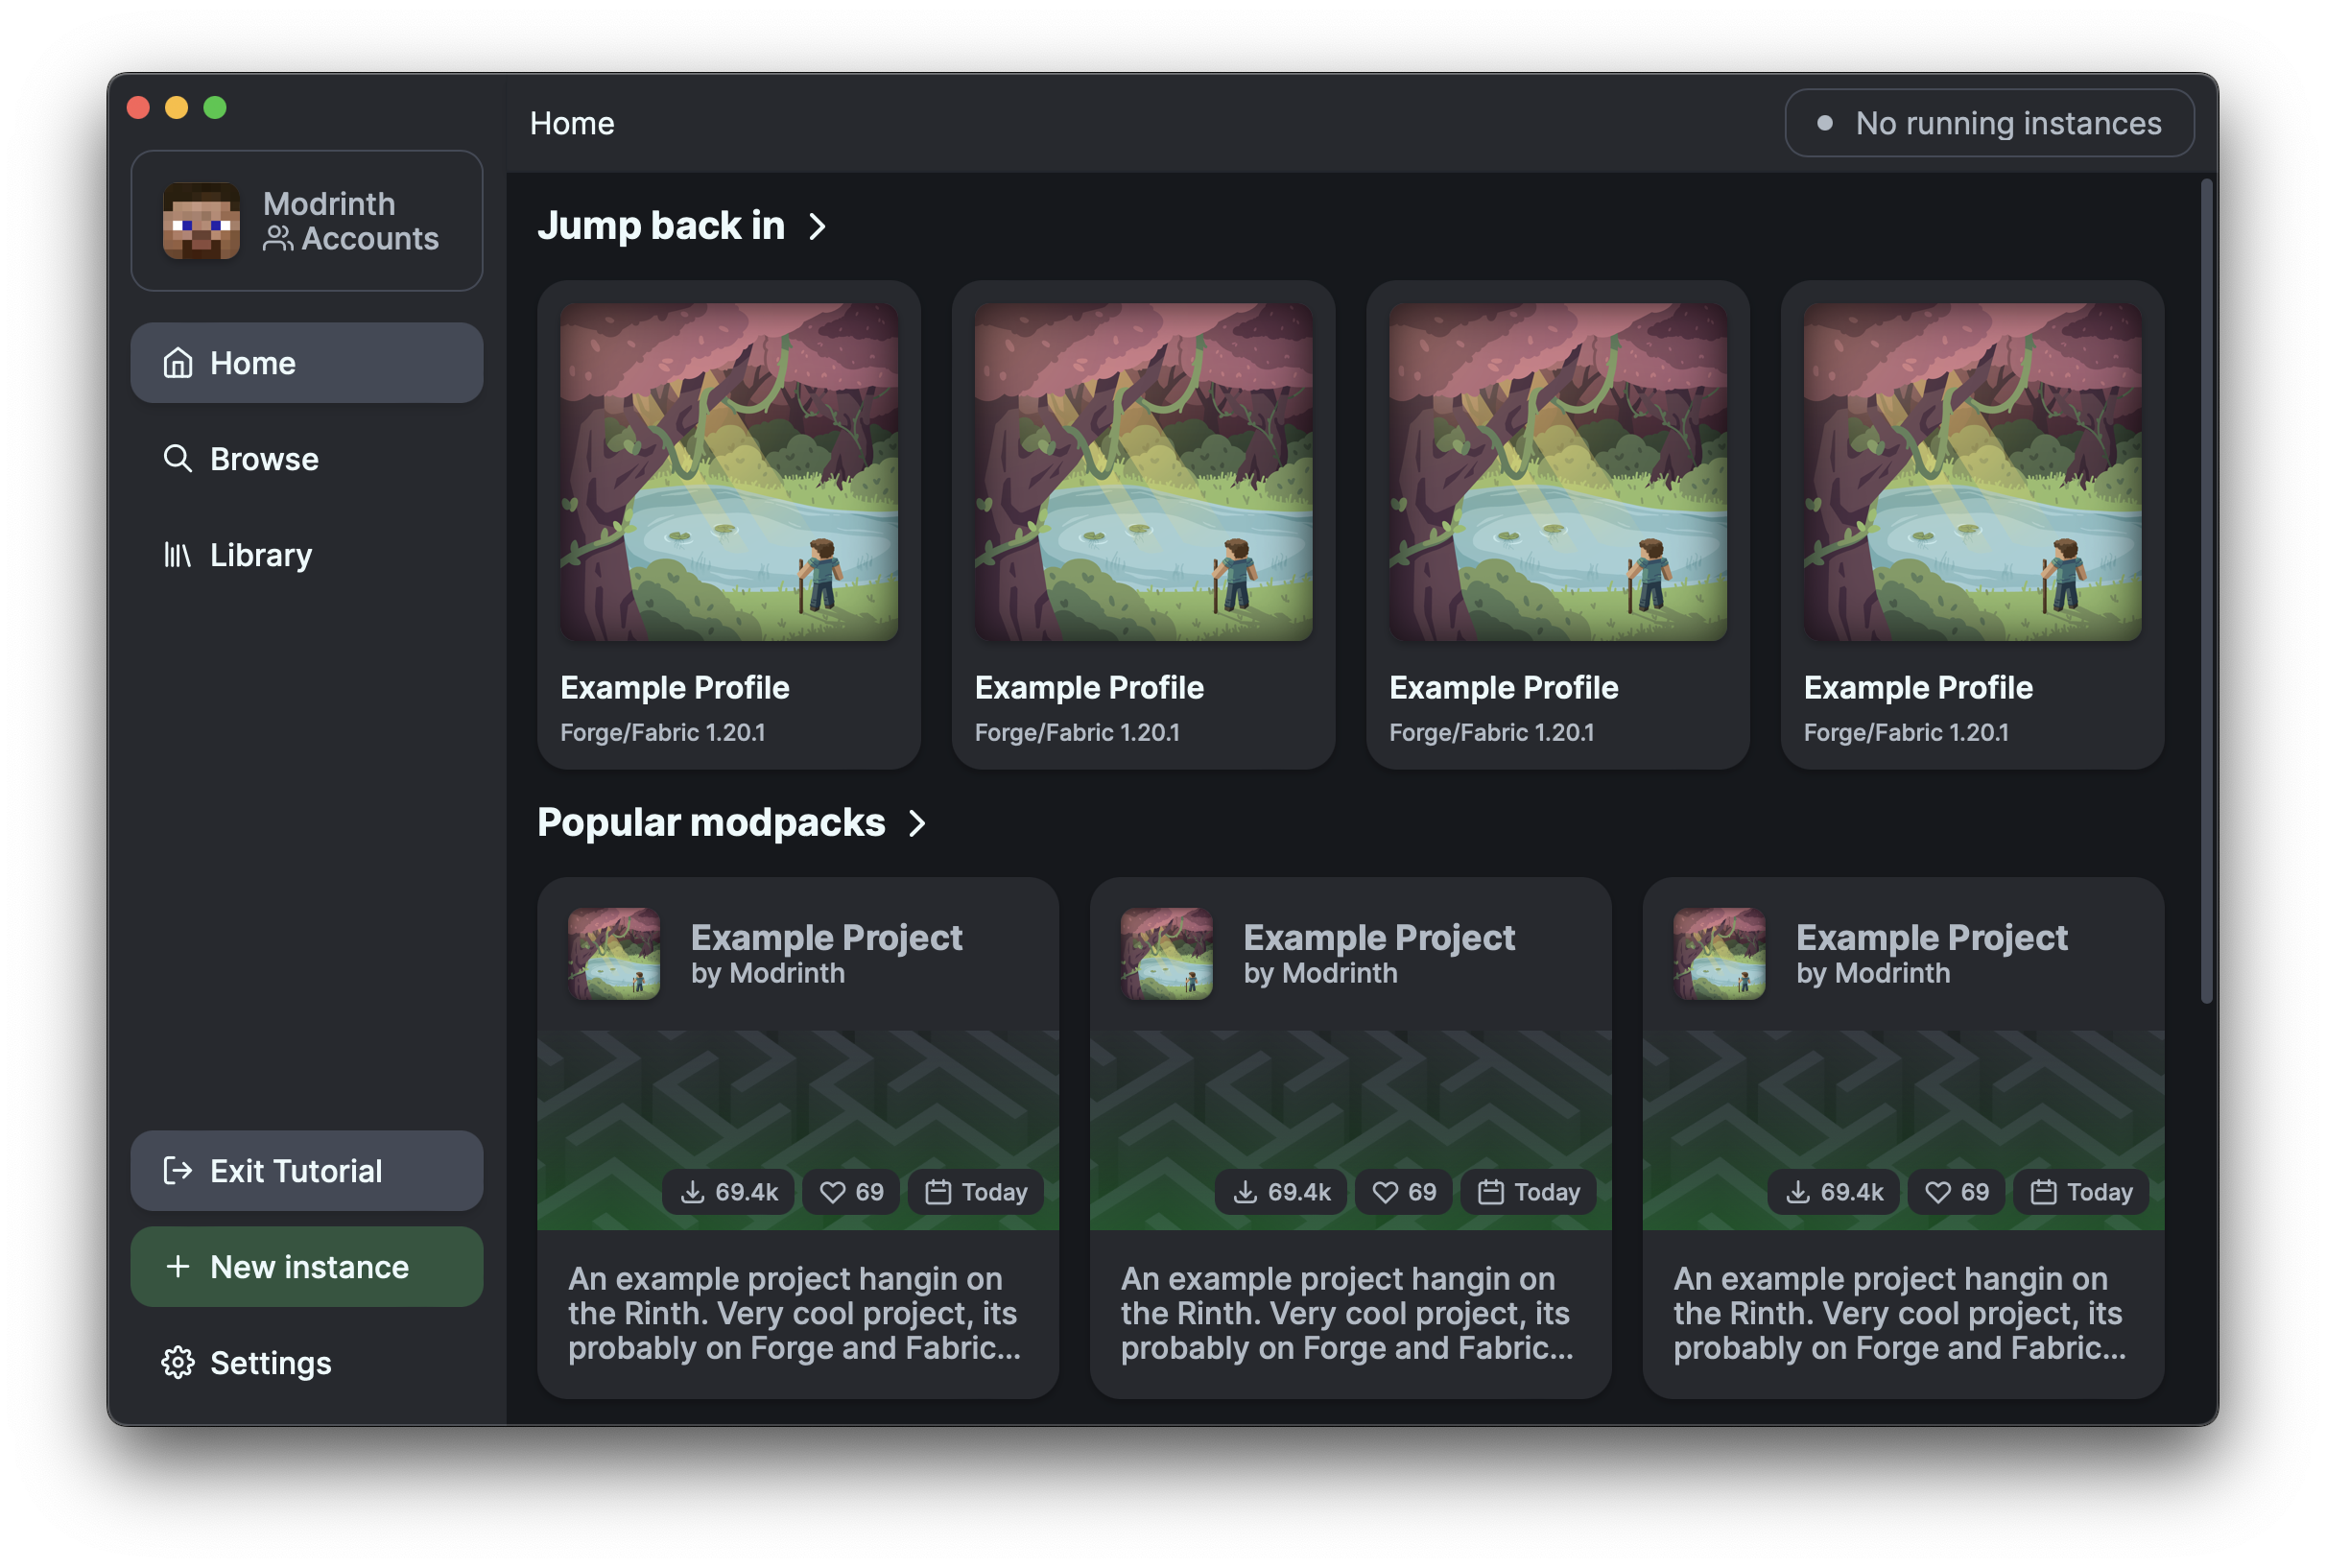 Modrinth
Accounts
Home
Browse
Library
Exit Tutorial
New instance
Settings
Home
No running instances
Jump back in
Example Profile
Forge/Fabric 1.20.1
Example Profile
Forge/Fabric 1.20.1
Example Profile
Forge/Fabric 1.20.1
Example Profile
Forge/Fabric 1.20.1
Popular modpacks
Example Project
by Modrinth
69.4k 69 Today
An example project hangin on
the Rinth. Very cool project, its
probably on Forge and Fabric...
Example Project
by Modrinth
69.4k 69 Today
An example project hangin on
the Rinth. Very cool project, its
probably on Forge and Fabric...
Example Project
by Modrinth
69.4k 69 Today
An example project hangin on
the Rinth. Very cool project, its
probably on Forge and Fabric...